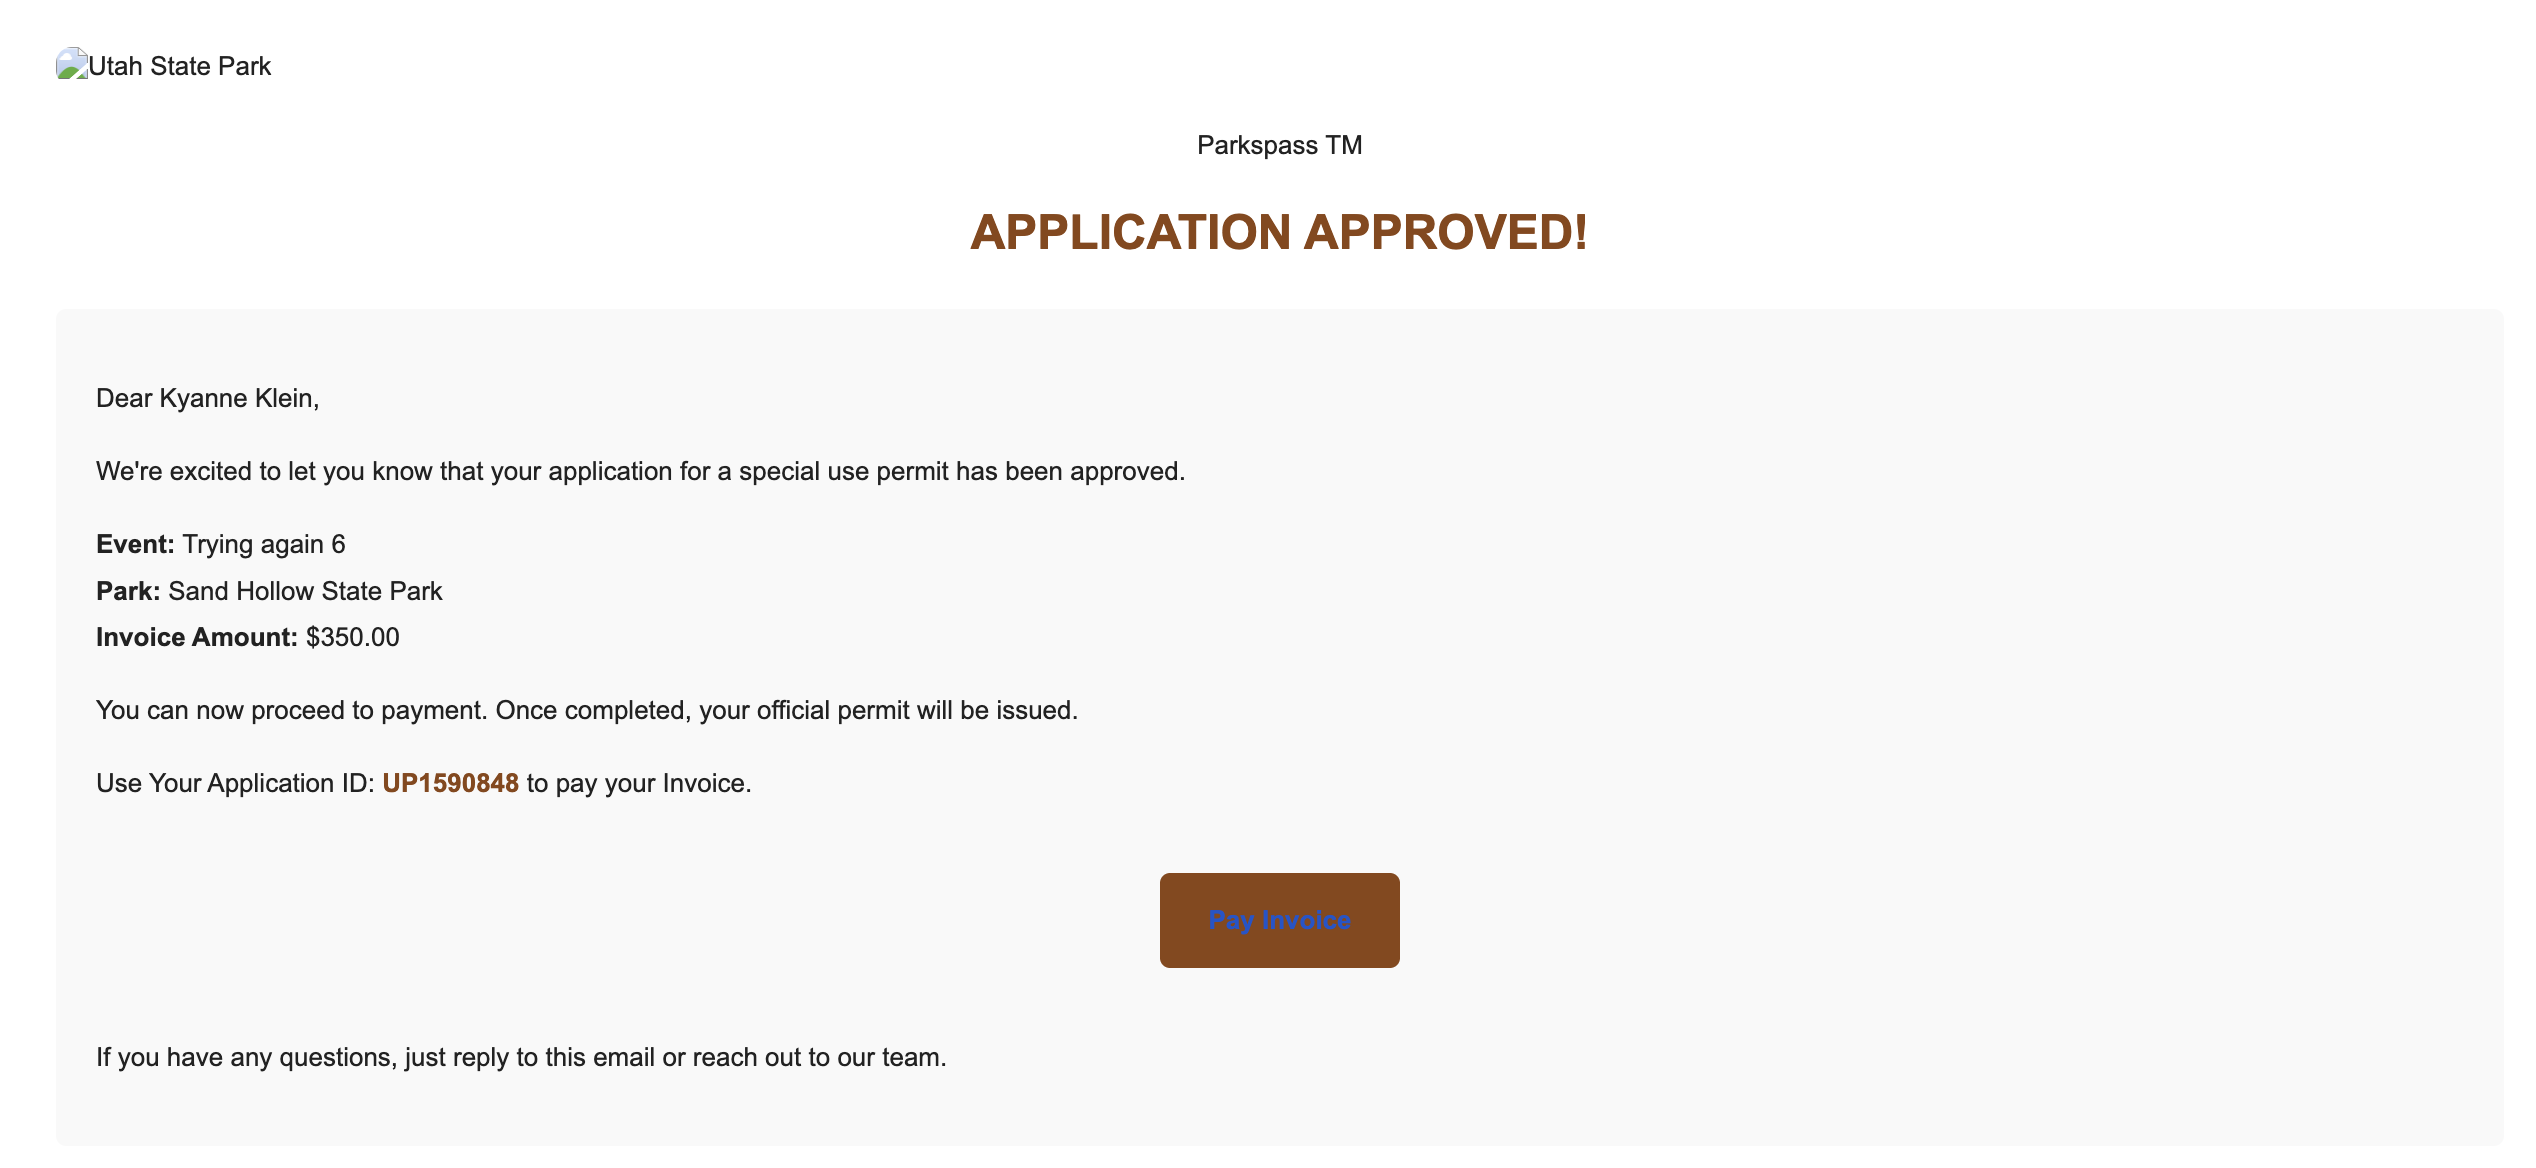 Utah State Park
Parkspass TM
APPLICATION APPROVED!
Dear Kyanne Klein,
We're excited to let you know that your application for a special use permit has been approved.
Event: Trying again 6
Park: Sand Hollow State Park
Invoice Amount: $350.00
You can now proceed to payment. Once completed, your official permit will be issued.
Use Your Application ID: UP1590848 to pay your Invoice.
Pay Invoice
If you have any questions, just reply to this email or reach out to our team.